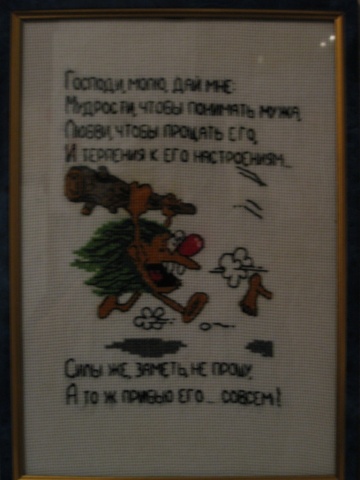 Господи, молю, дай мне:
Мудрости, чтобы понимать мужа,
Любви, чтобы прощать его,
И терпения к его настроениям...
Силы же, заметь, не прошу,
А то ж прибью его... совсем!